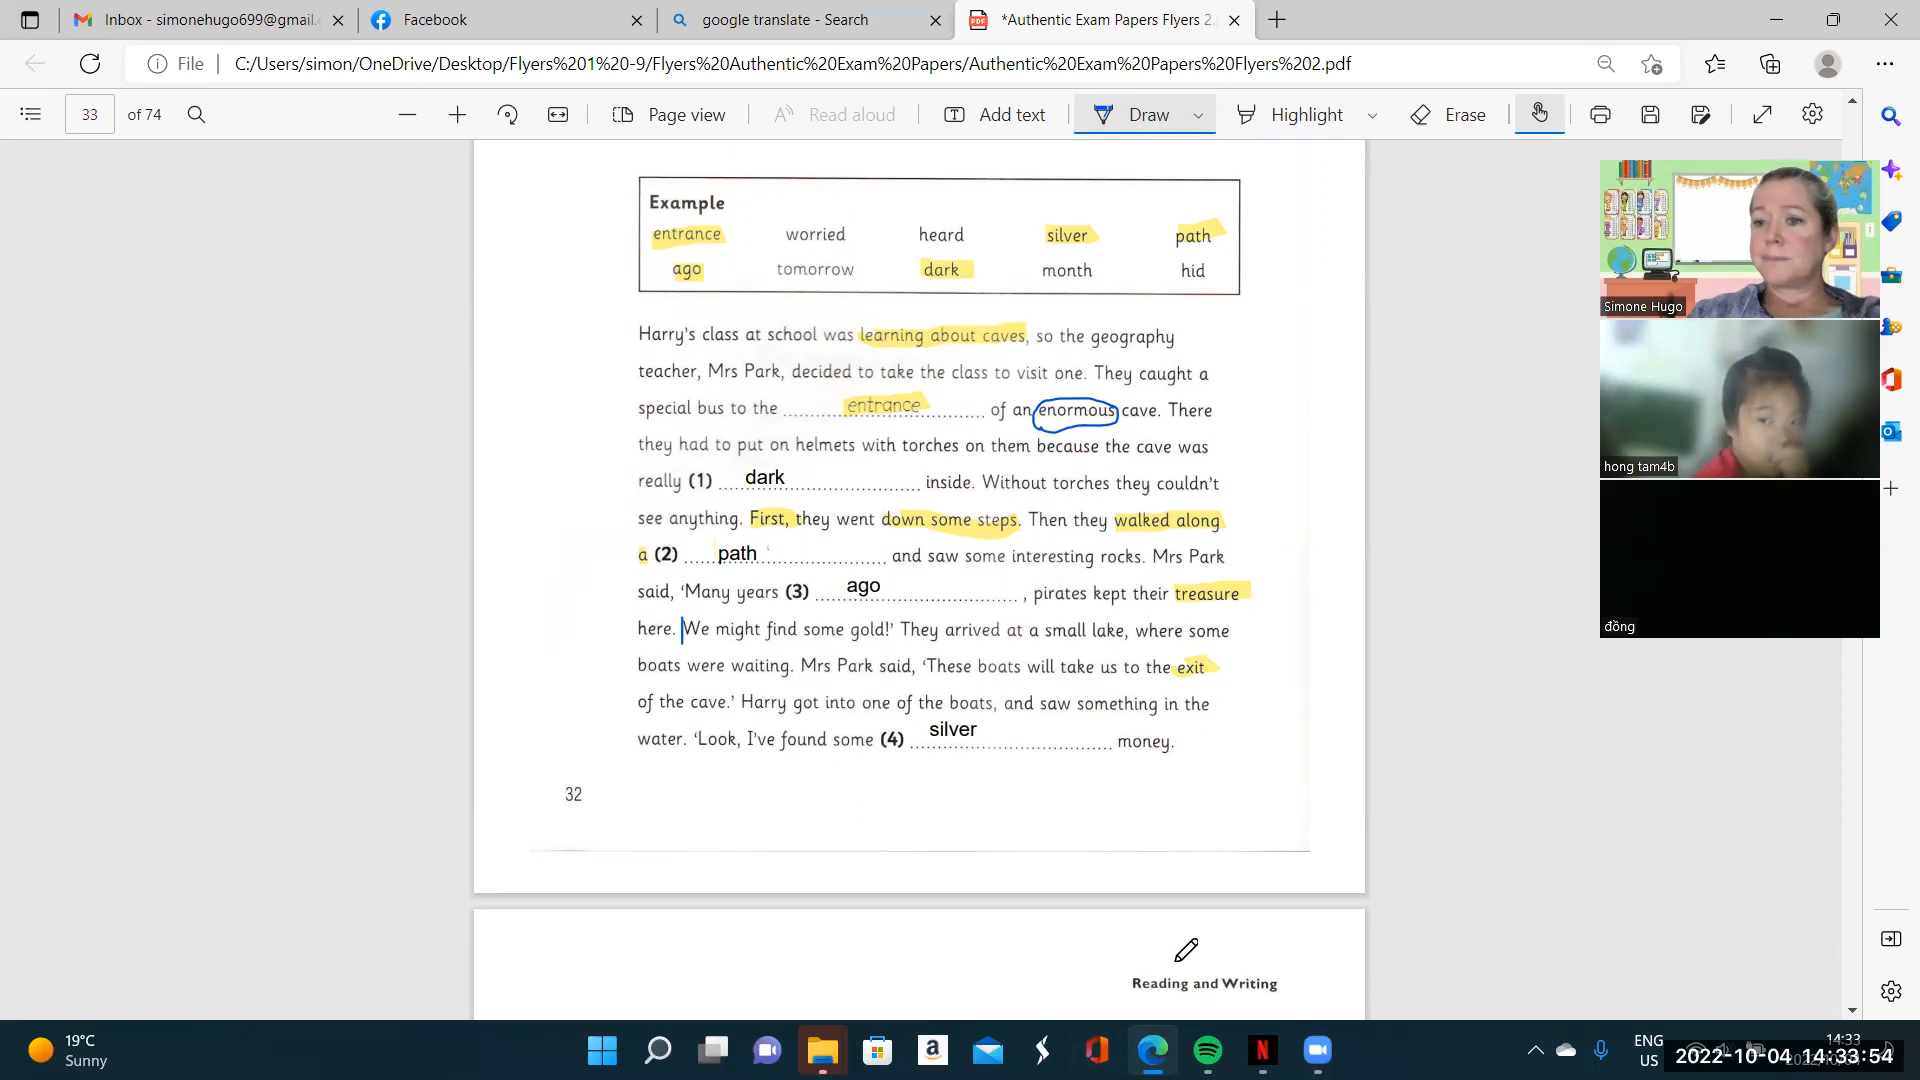 Inbox - simonehugo699@gmail.
Facebook
google translate - Search
*Authentic Exam Papers Flyers 2.
File
C:/Users/simon/OneDrive/Desktop/Flyers%201%20-9/Flyers%20Authentic%20Exam%20Papers/Authentic%20Exam%20Papers%20Flyers%202.pdf
33 of 74
Page view
Read aloud
Add text
Draw
Highlight
Erase
Example
entrance worried heard silver path
ago tomorrow dark month hid
Harry's class at school was learning about caves, so the geography
teacher, Mrs Park, decided to take the class to visit one. They caught a
special bus to the entrance of an enormous cave. There
they had to put on helmets with torches on them because the cave was
really (1) dark inside. Without torches they couldn't
see anything. First, they went down some steps. Then they walked along
a (2) path and saw some interesting rocks. Mrs Park
said, 'Many years (3) ago , pirates kept their treasure
here. We might find some gold!' They arrived at a small lake, where some
boats were waiting. Mrs Park said, 'These boats will take us to the exit
of the cave.' Harry got into one of the boats, and saw something in the
water. 'Look, I've found some (4) silver money.
32
Reading and Writing
Simone Hugo
hong tam4b
đồng
19°C
Sunny
ENG
US
14:33
2022-10-04 14:33:54